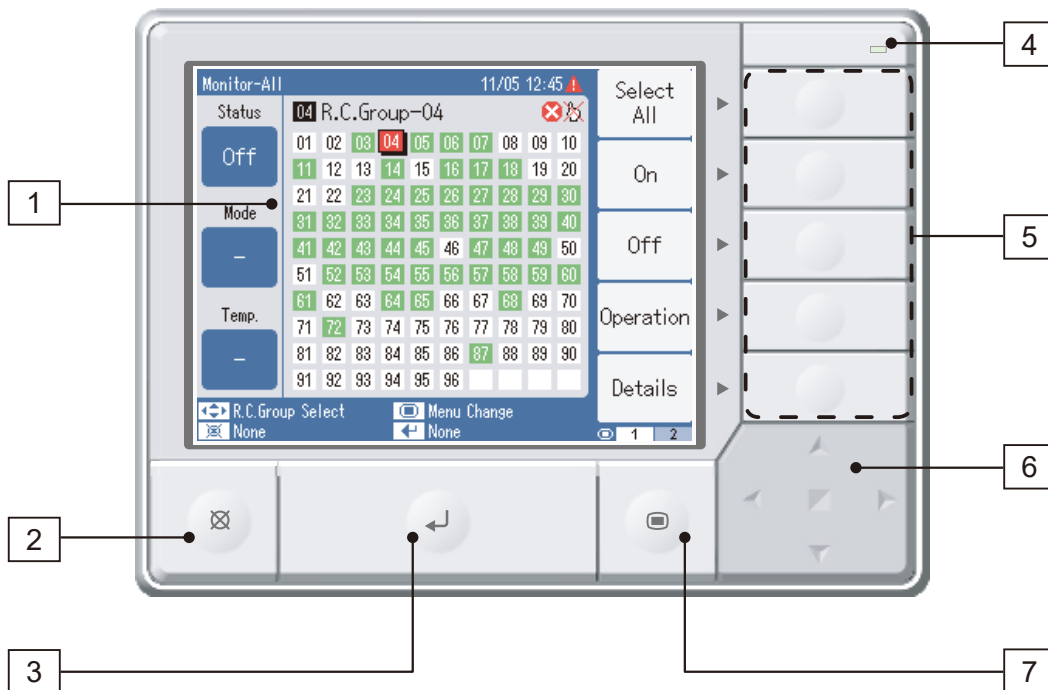 4
Monitor-All 11/05 12:45
Select All
Status
04 R.C.Group-04
Off
01 02 03 04 05 06 07 08 09 10
11 12 13 14 15 16 17 18 19 20
On
1
21 22 23 24 25 26 27 28 29 30
Mode
31 32 33 34 35 36 37 38 39 40
Off
5
–
41 42 43 44 45 46 47 48 49 50
51 52 53 54 55 56 57 58 59 60
61 62 63 64 65 66 67 68 69 70
Temp.
Operation
71 72 73 74 75 76 77 78 79 80
–
81 82 83 84 85 86 87 88 89 90
91 92 93 94 95 96
Details
R.C.Group Select Menu Change
None None
1 2
6
2
3
7